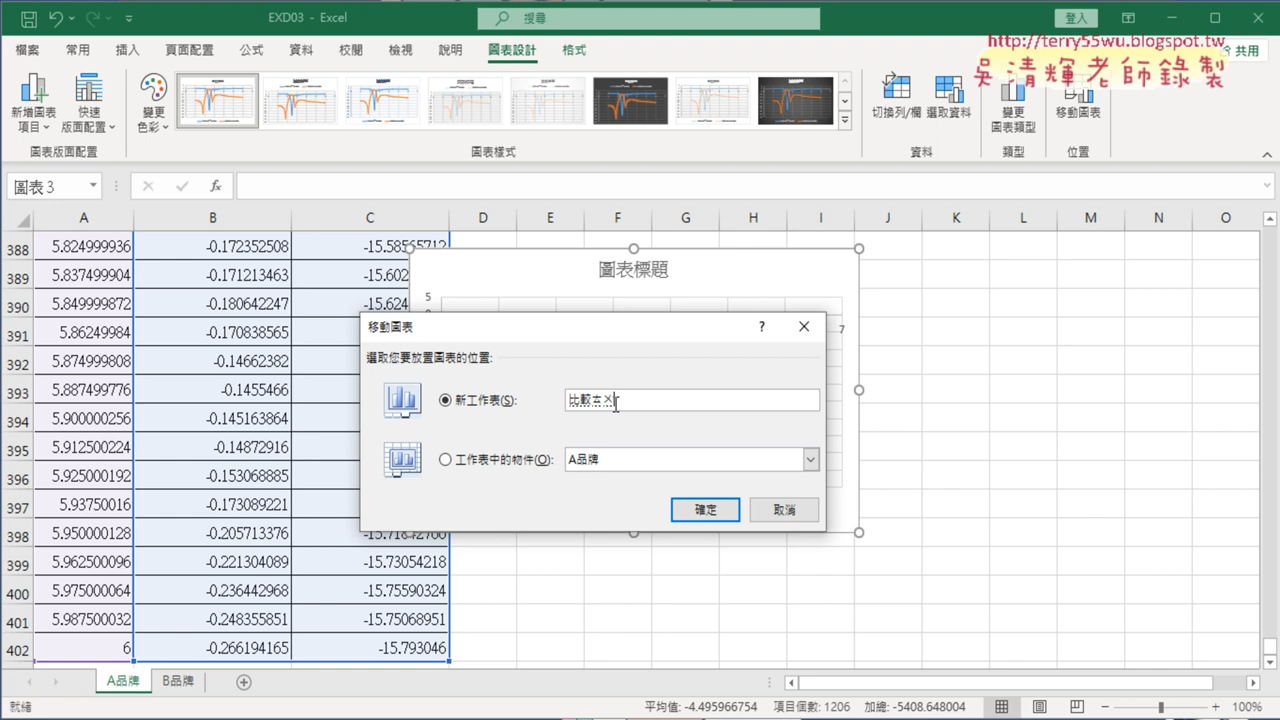 EXD03 - Excel
搜尋
登入
檔案 常用 插入 頁面配置 公式 資料 校閱 檢視 說明 圖表設計 格式 共用
http://terry55wu.blogspot.tw
吳清輝老師錄製
新增圖表項目 快速版面配置 變更色彩 切換列/欄 選取資料 變更圖表類型 移動圖表
圖表版面配置 圖表樣式 資料 類型 位置
圖表 3 fx
A B C D E F G H I J K L M N O
388 5.824999936 -0.172352508 -15.58565712
389 5.837499904 -0.171213463 -15.602
390 5.849999872 -0.180642247 -15.624
391 5.86249984 -0.170838565
392 5.874999808 -0.14662382
393 5.887499776 -0.1455466
394 5.900000256 -0.145163864
395 5.912500224 -0.14872916
396 5.925000192 -0.153068885
397 5.93750016 -0.173089221
398 5.950000128 -0.205713376
399 5.962500096 -0.221304089 -15.73054218
400 5.975000064 -0.236442968 -15.75590324
401 5.987500032 -0.248355851 -15.75068951
402 6 -0.266194165 -15.793046
圖表標題
5
7
移動圖表 ?
選取您要放置圖表的位置:
新工作表(S): 比較ㄊㄨ
工作表中的物件(O): A品牌
確定 取消
A品牌 B品牌
就緒 平均值: -4.495966754 項目個數: 1206 加總: -5408.648004 100%